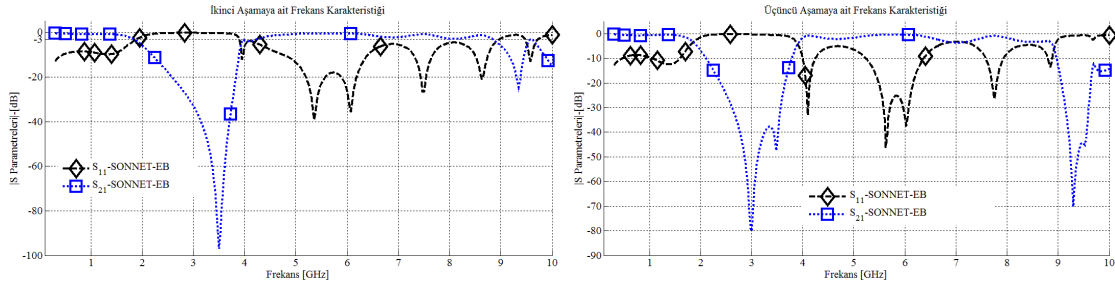 İkinci Aşamaya ait Frekans Karakteristiği
|S Parametreleri|-[dB]
0
-3
-20
-40
-60
-80
-100
S11-SONNET-EB
S21-SONNET-EB
1 2 3 4 5 6 7 8 9 10
Frekans [GHz]
Üçüncü Aşamaya ait Frekans Karakteristiği
|S Parametreleri|-[dB]
0
-10
-20
-30
-40
-50
-60
-70
-80
-90
S11-SONNET-EB
S21-SONNET-EB
1 2 3 4 5 6 7 8 9 10
Frekans [GHz]